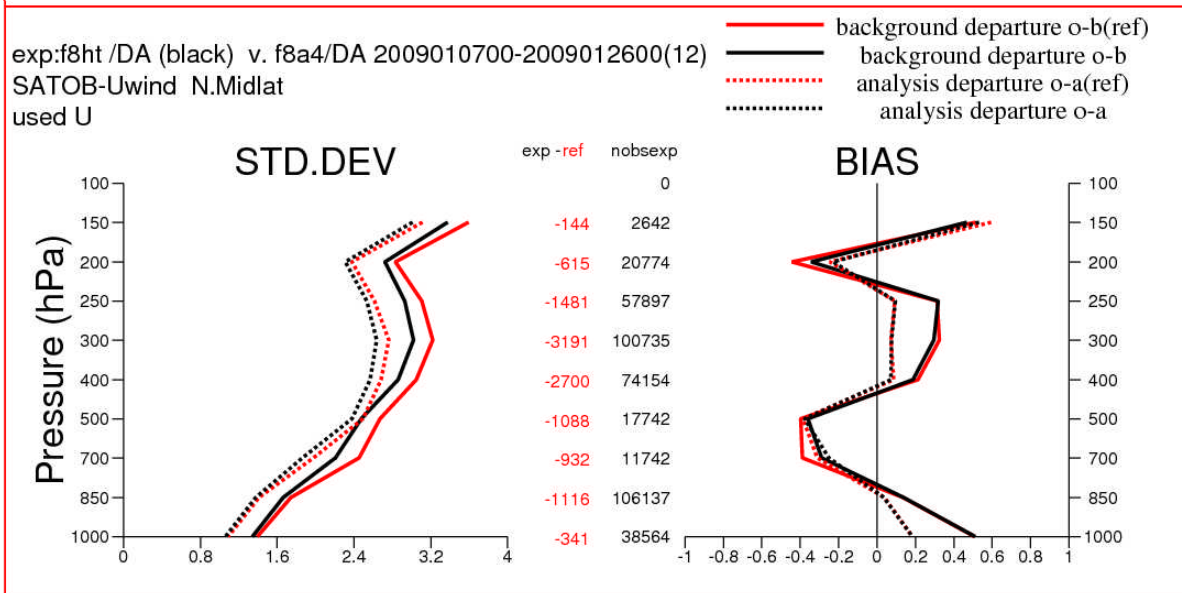 exp:f8ht /DA (black) v. f8a4/DA 2009010700-2009012600(12)
SATOB-Uwind N.Midlat
used U
background departure o-b(ref)
background departure o-b
analysis departure o-a(ref)
analysis departure o-a
STD.DEV
exp -ref nobsexp
BIAS
Pressure (hPa)
100 0 100
150 -144 2642 150
200 -615 20774 200
250 -1481 57897 250
300 -3191 100735 300
400 -2700 74154 400
500 -1088 17742 500
700 -932 11742 700
850 -1116 106137 850
1000 -341 38564 1000
0 0.8 1.6 2.4 3.2 4 -1 -0.8 -0.6 -0.4 -0.2 0 0.2 0.4 0.6 0.8 1